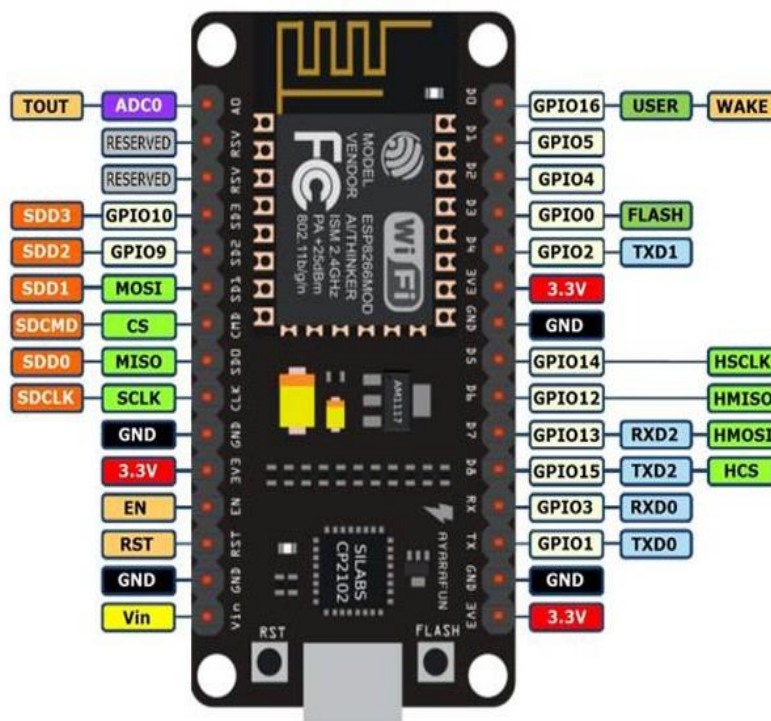 TOUT ADC0 A0 D0 GPIO16 USER WAKE
RESERVED RSV D1 GPIO5
RESERVED RSV D2 GPIO4
SDD3 GPIO10 SD3 D3 GPIO0 FLASH
SDD2 GPIO9 SD2 D4 GPIO2 TXD1
SDD1 MOSI SD1 3V3 3.3V
SDCMD CS CMD GND GND
SDD0 MISO SD0 D5 GPIO14 HSCLK
SDCLK SCLK CLK D6 GPIO12 HMISO
GND GND D7 GPIO13 RXD2 HMOSI
3.3V 3V3 D8 GPIO15 TXD2 HCS
EN EN RX GPIO3 RXD0
RST RST TX GPIO1 TXD0
GND GND GND GND
Vin Vin 3V3 3.3V
MODEL
VENDOR
ESP8266MOD
AI/THINKER
ISM 2.4GHz
PA +25dBm
802.11b/g/n
FC
Wi Fi
AM1117
SILABS
CP2102
AYARAFUN
RST
FLASH